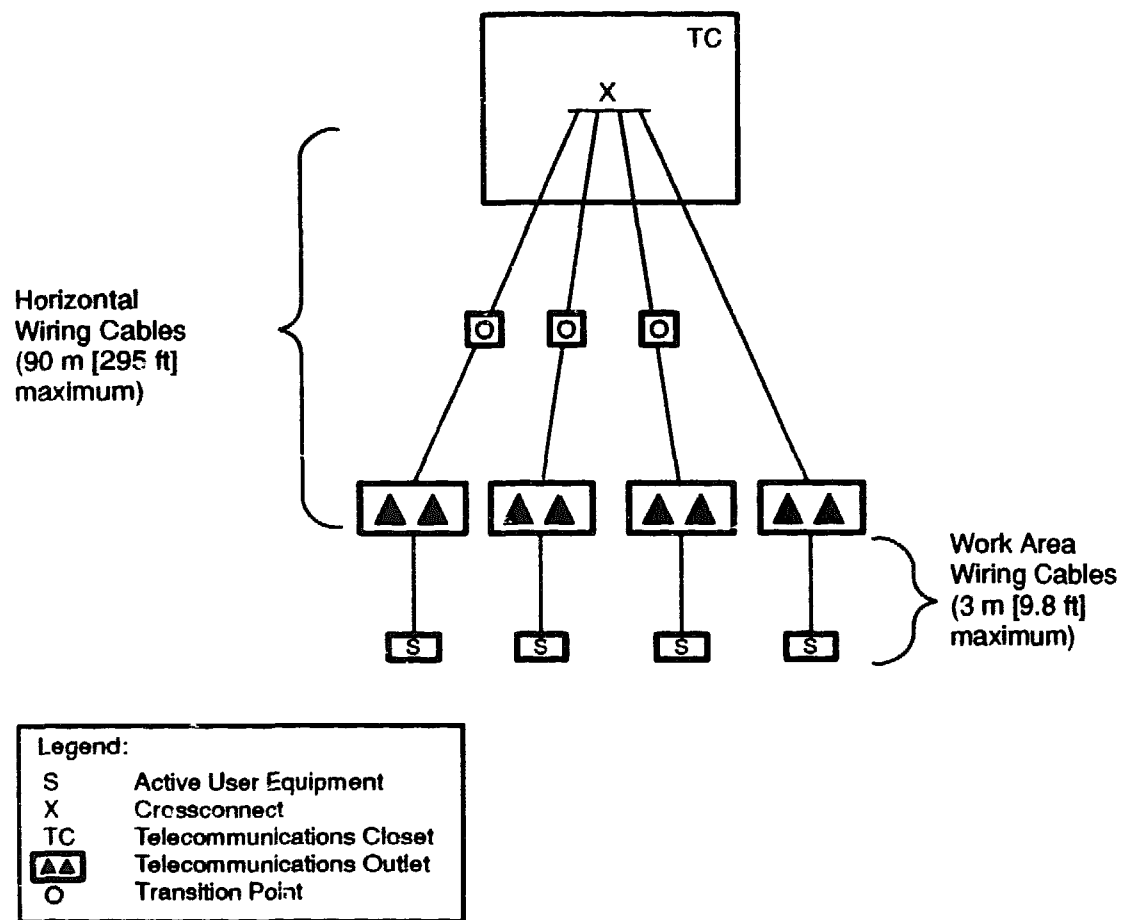 TC
X
Horizontal
Wiring Cables
(90 m [295 ft]
maximum)
O O O
Work Area
Wiring Cables
(3 m [9.8 ft]
maximum)
S S S S
Legend:
S Active User Equipment
X Crossconnect
TC Telecommunications Closet
Telecommunications Outlet
O Transition Point